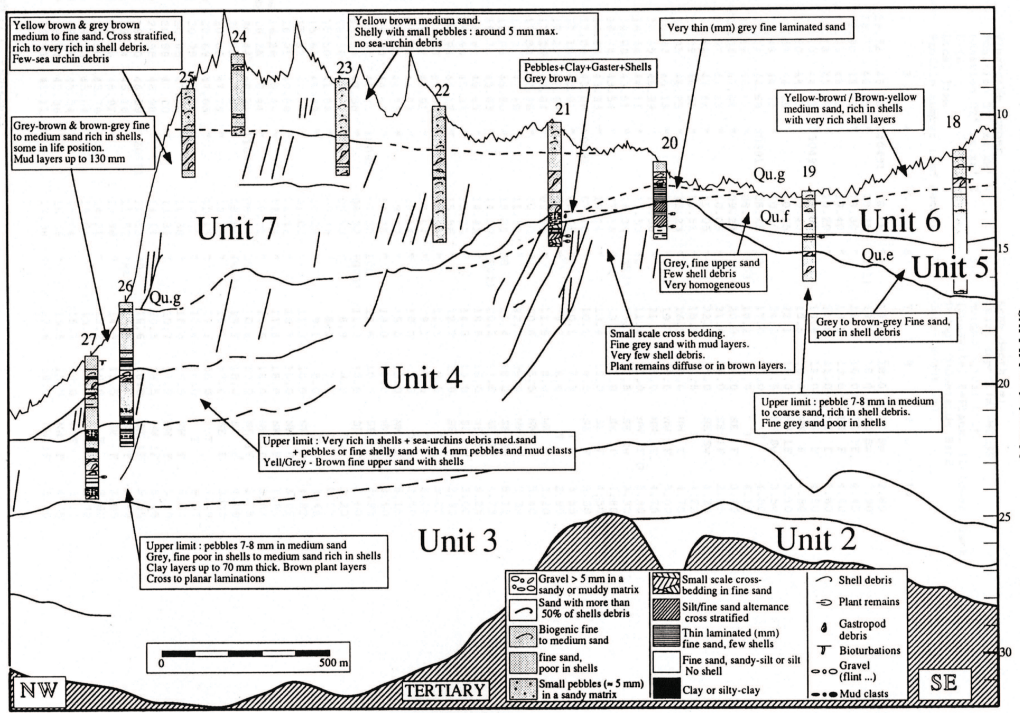 Yellow brown & grey brown
medium to fine sand. Cross stratified,
rich to very rich in shell debris.
Few-sea urchin debris
Yellow brown medium sand.
Shelly with small pebbles : around 5 mm max.
no sea-urchin debris
Very thin (mm) grey fine laminated sand
Pebbles+Clay+Gaster+Shells
Grey brown
Yellow-brown / Brown-yellow
medium sand, rich in shells
with very rich shell layers
Grey-brown & brown-grey fine
to medium sand rich in shells,
some in life position.
Mud layers up to 130 mm
24
25
23
22
21
20
19
18
26
27
10
15
20
25
30
Unit 7
Unit 6
Unit 5
Unit 4
Unit 3
Unit 2
Qu.g
Qu.f
Qu.e
Qu.g
Grey, fine upper sand
Few shell debris
Very homogeneous
Small scale cross bedding.
Fine grey sand with mud layers.
Very few shell debris.
Plant remains diffuse or in brown layers.
Grey to brown-grey Fine sand,
poor in shell debris
Upper limit : pebble 7-8 mm in medium
to coarse sand, rich in shell debris.
Fine grey sand poor in shells
Upper limit : Very rich in shells + sea-urchins debris med.sand
+ pebbles or fine shelly sand with 4 mm pebbles and mud clasts
Yell/Grey - Brown fine upper sand with shells
Upper limit : pebbles 7-8 mm in medium sand
Grey, fine poor in shells to medium sand rich in shells
Clay layers up to 70 mm thick. Brown plant layers
Cross to planar laminations
0
500 m
NW
TERTIARY
SE
Gravel > 5 mm in a
sandy or muddy matrix
Sand with more than
50% of shells debris
Biogenic fine
to medium sand
fine sand,
poor in shells
Small pebbles (≈ 5 mm)
in a sandy matrix
Small scale cross-
bedding in fine sand
Silt/fine sand alternance
cross stratified
Thin laminated (mm)
fine sand, few shells
Fine sand, sandy-silt or silt
No shell
Clay or silty-clay
Shell debris
Plant remains
Gastropod
debris
Bioturbations
Gravel
(flint ...)
Mud clasts